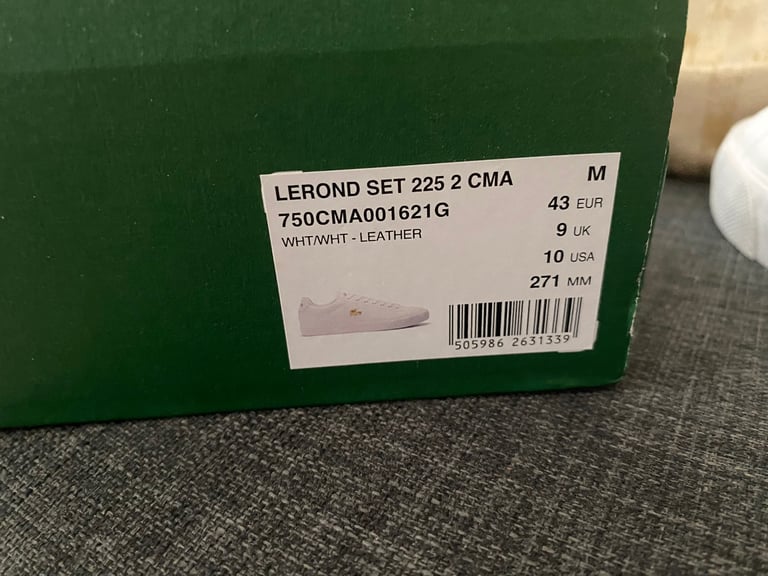 LEROND SET 225 2 CMA
750CMA001621G
WHT/WHT - LEATHER
M
43 EUR
9 UK
10 USA
271 MM
505986 2631339